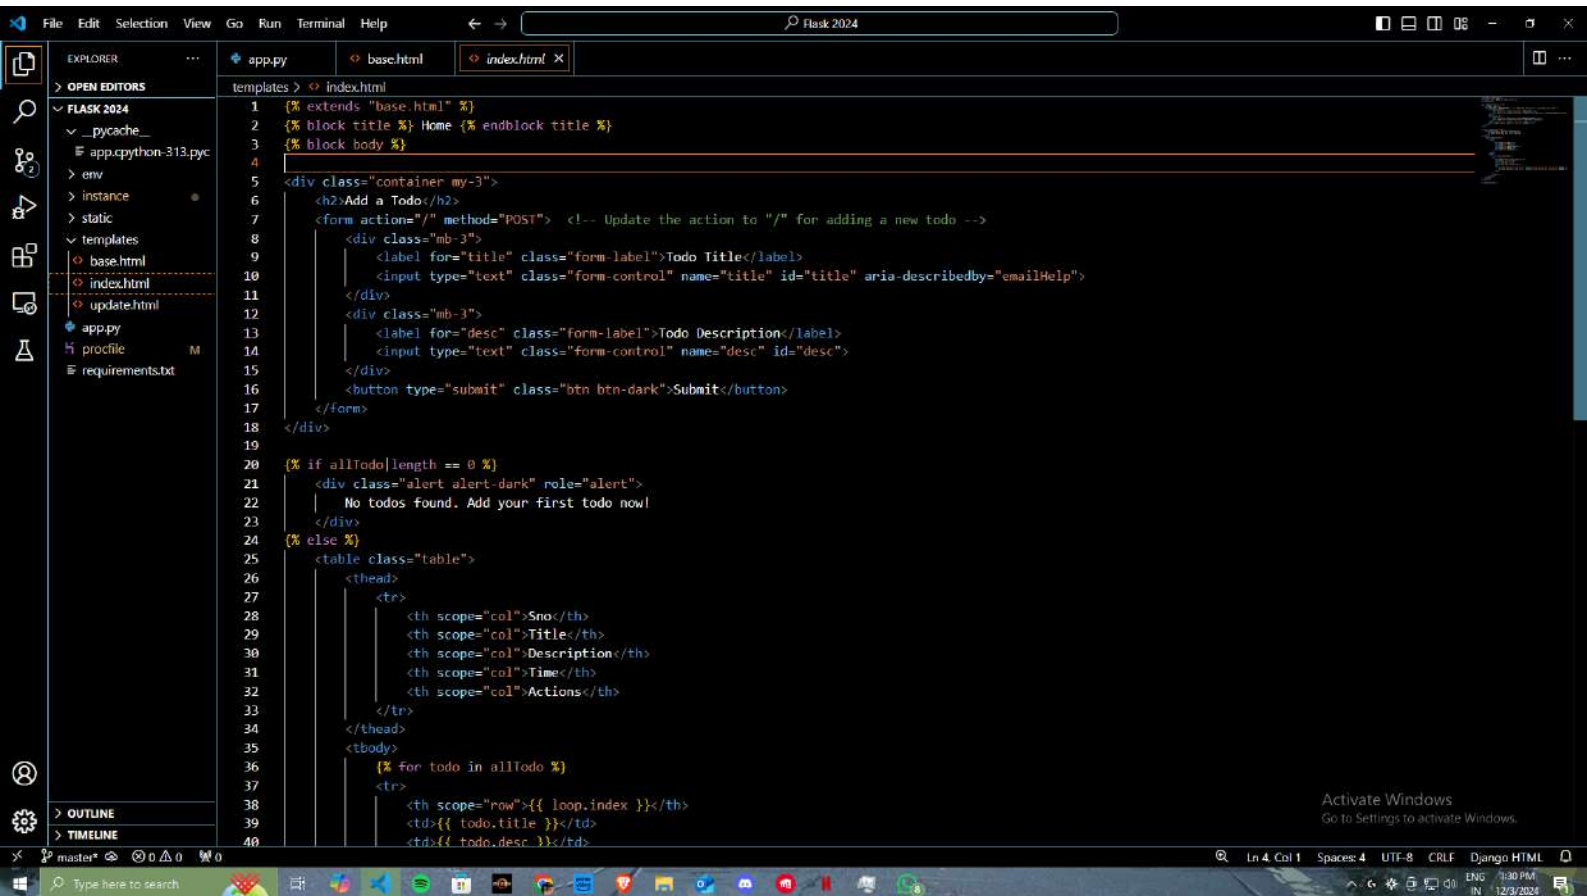 File Edit Selection View Go Run Terminal Help
Flask 2024
EXPLORER
OPEN EDITORS
FLASK 2024
__pycache__
app.cpython-313.pyc
env
instance
static
templates
base.html
index.html
update.html
app.py
procfile M
requirements.txt
OUTLINE
TIMELINE
app.py base.html index.html
templates > index.html
1 {% extends "base.html" %}
2 {% block title %} Home {% endblock title %}
3 {% block body %}
4
5 <div class="container my-3">
6 <h2>Add a Todo</h2>
7 <form action="/" method="POST"> <!-- Update the action to "/" for adding a new todo -->
8 <div class="mb-3">
9 <label for="title" class="form-label">Todo Title</label>
10 <input type="text" class="form-control" name="title" id="title" aria-describedby="emailHelp">
11 </div>
12 <div class="mb-3">
13 <label for="desc" class="form-label">Todo Description</label>
14 <input type="text" class="form-control" name="desc" id="desc">
15 </div>
16 <button type="submit" class="btn btn-dark">Submit</button>
17 </form>
18 </div>
19
20 {% if allTodo|length == 0 %}
21 <div class="alert alert-dark" role="alert">
22 No todos found. Add your first todo now!
23 </div>
24 {% else %}
25 <table class="table">
26 <thead>
27 <tr>
28 <th scope="col">Sno</th>
29 <th scope="col">Title</th>
30 <th scope="col">Description</th>
31 <th scope="col">Time</th>
32 <th scope="col">Actions</th>
33 </tr>
34 </thead>
35 <tbody>
36 {% for todo in allTodo %}
37 <tr>
38 <th scope="row">{{ loop.index }}</th>
39 <td>{{ todo.title }}</td>
40 <td>{{ todo.desc }}</td>
Activate Windows
Go to Settings to activate Windows.
master* 0 0 0 Ln 4, Col 1 Spaces: 4 UTF-8 CRLF Django HTML
Type here to search
ENG 1:30 PM
IN 12/3/2024